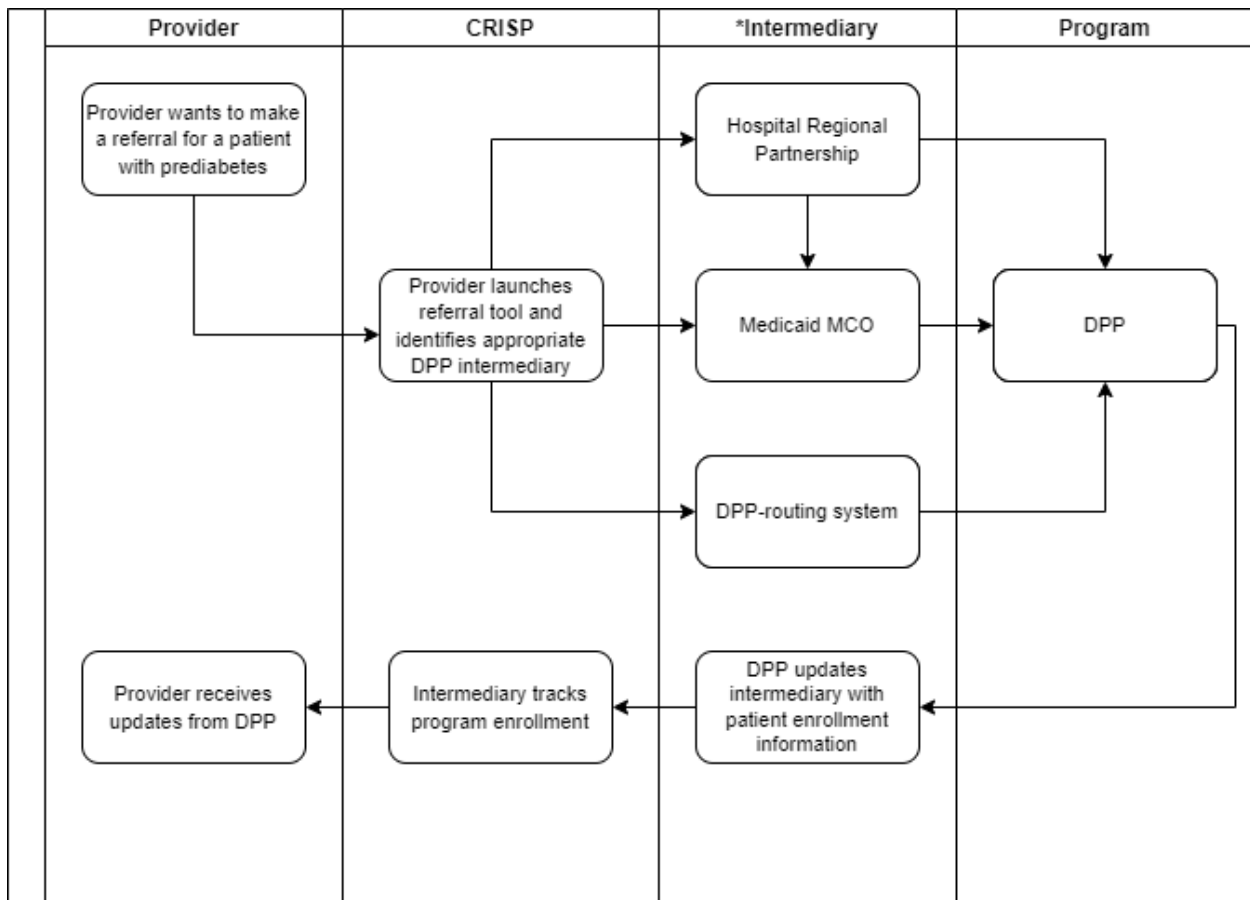 Provider
CRISP
*Intermediary
Program
Provider wants to make
a referral for a patient
with prediabetes
Hospital Regional
Partnership
Provider launches
referral tool and
identifies appropriate
DPP intermediary
Medicaid MCO
DPP
DPP-routing system
Provider receives
updates from DPP
Intermediary tracks
program enrollment
DPP updates
intermediary with
patient enrollment
information